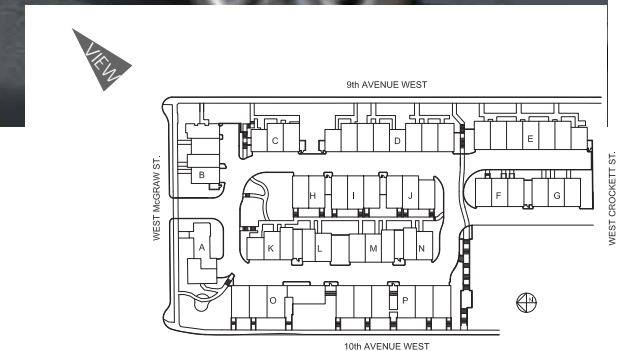 VIEW
9th AVENUE WEST
C
D
E
B
WEST McGRAW ST.
WEST CROCKETT ST.
H
I
J
F
G
A
K
L
M
N
O
P
N
10th AVENUE WEST